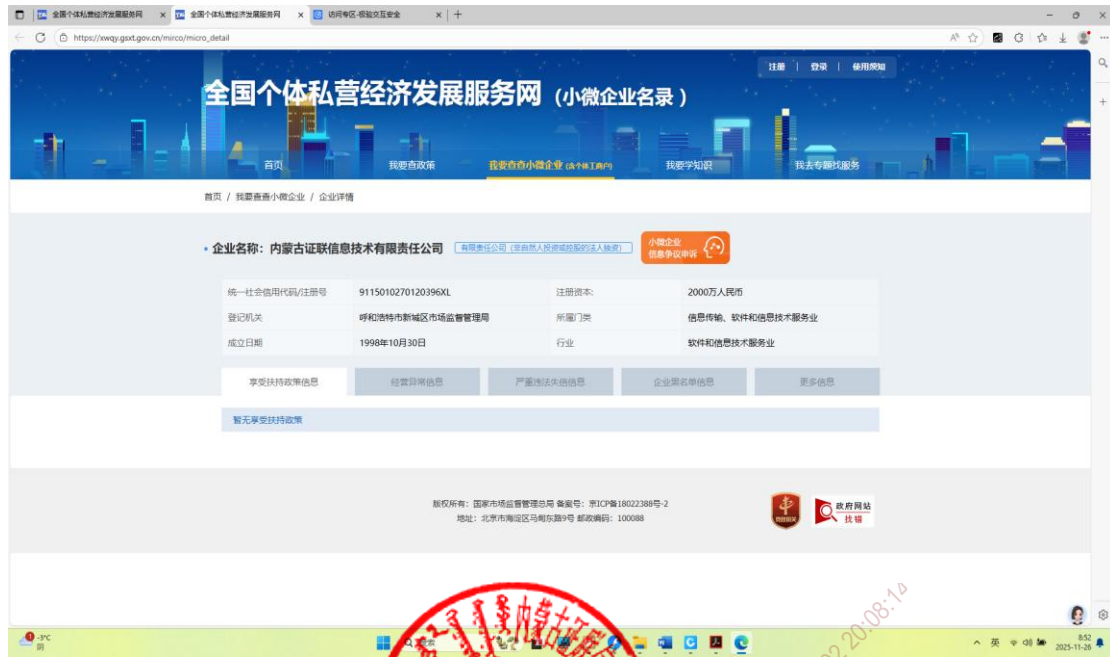 全国个体私营经济发展服务网
全国个体私营经济发展服务网
访问专区-极验交互安全
https://xwqy.gsxt.gov.cn/mirco/micro_detail
注册 | 登录 | 使用须知
全国个体私营经济发展服务网 (小微企业名录)
首页
我要查政策
我要查查小微企业 (含个体工商户)
我要学知识
我去专题找服务
首页 / 我要查查小微企业 / 企业详情
企业名称：内蒙古证联信息技术有限责任公司
有限责任公司（非自然人投资或控股的法人独资）
小微企业
信息争议申诉
统一社会信用代码/注册号 9115010270120396XL 注册资本: 2000万人民币
登记机关 呼和浩特市新城区市场监督管理局 所属门类 信息传输、软件和信息技术服务业
成立日期 1998年10月30日 行业 软件和信息技术服务业
享受扶持政策信息 经营异常信息 严重违法失信信息 企业黑名单信息 更多信息
暂无享受扶持政策
版权所有：国家市场监督管理总局 备案号：京ICP备18022388号-2
地址：北京市海淀区马甸东路9号 邮政编码：100088
党政机关
政府网站
找错
20:08:14
-3°C
阴
英
8:52
2025-11-26